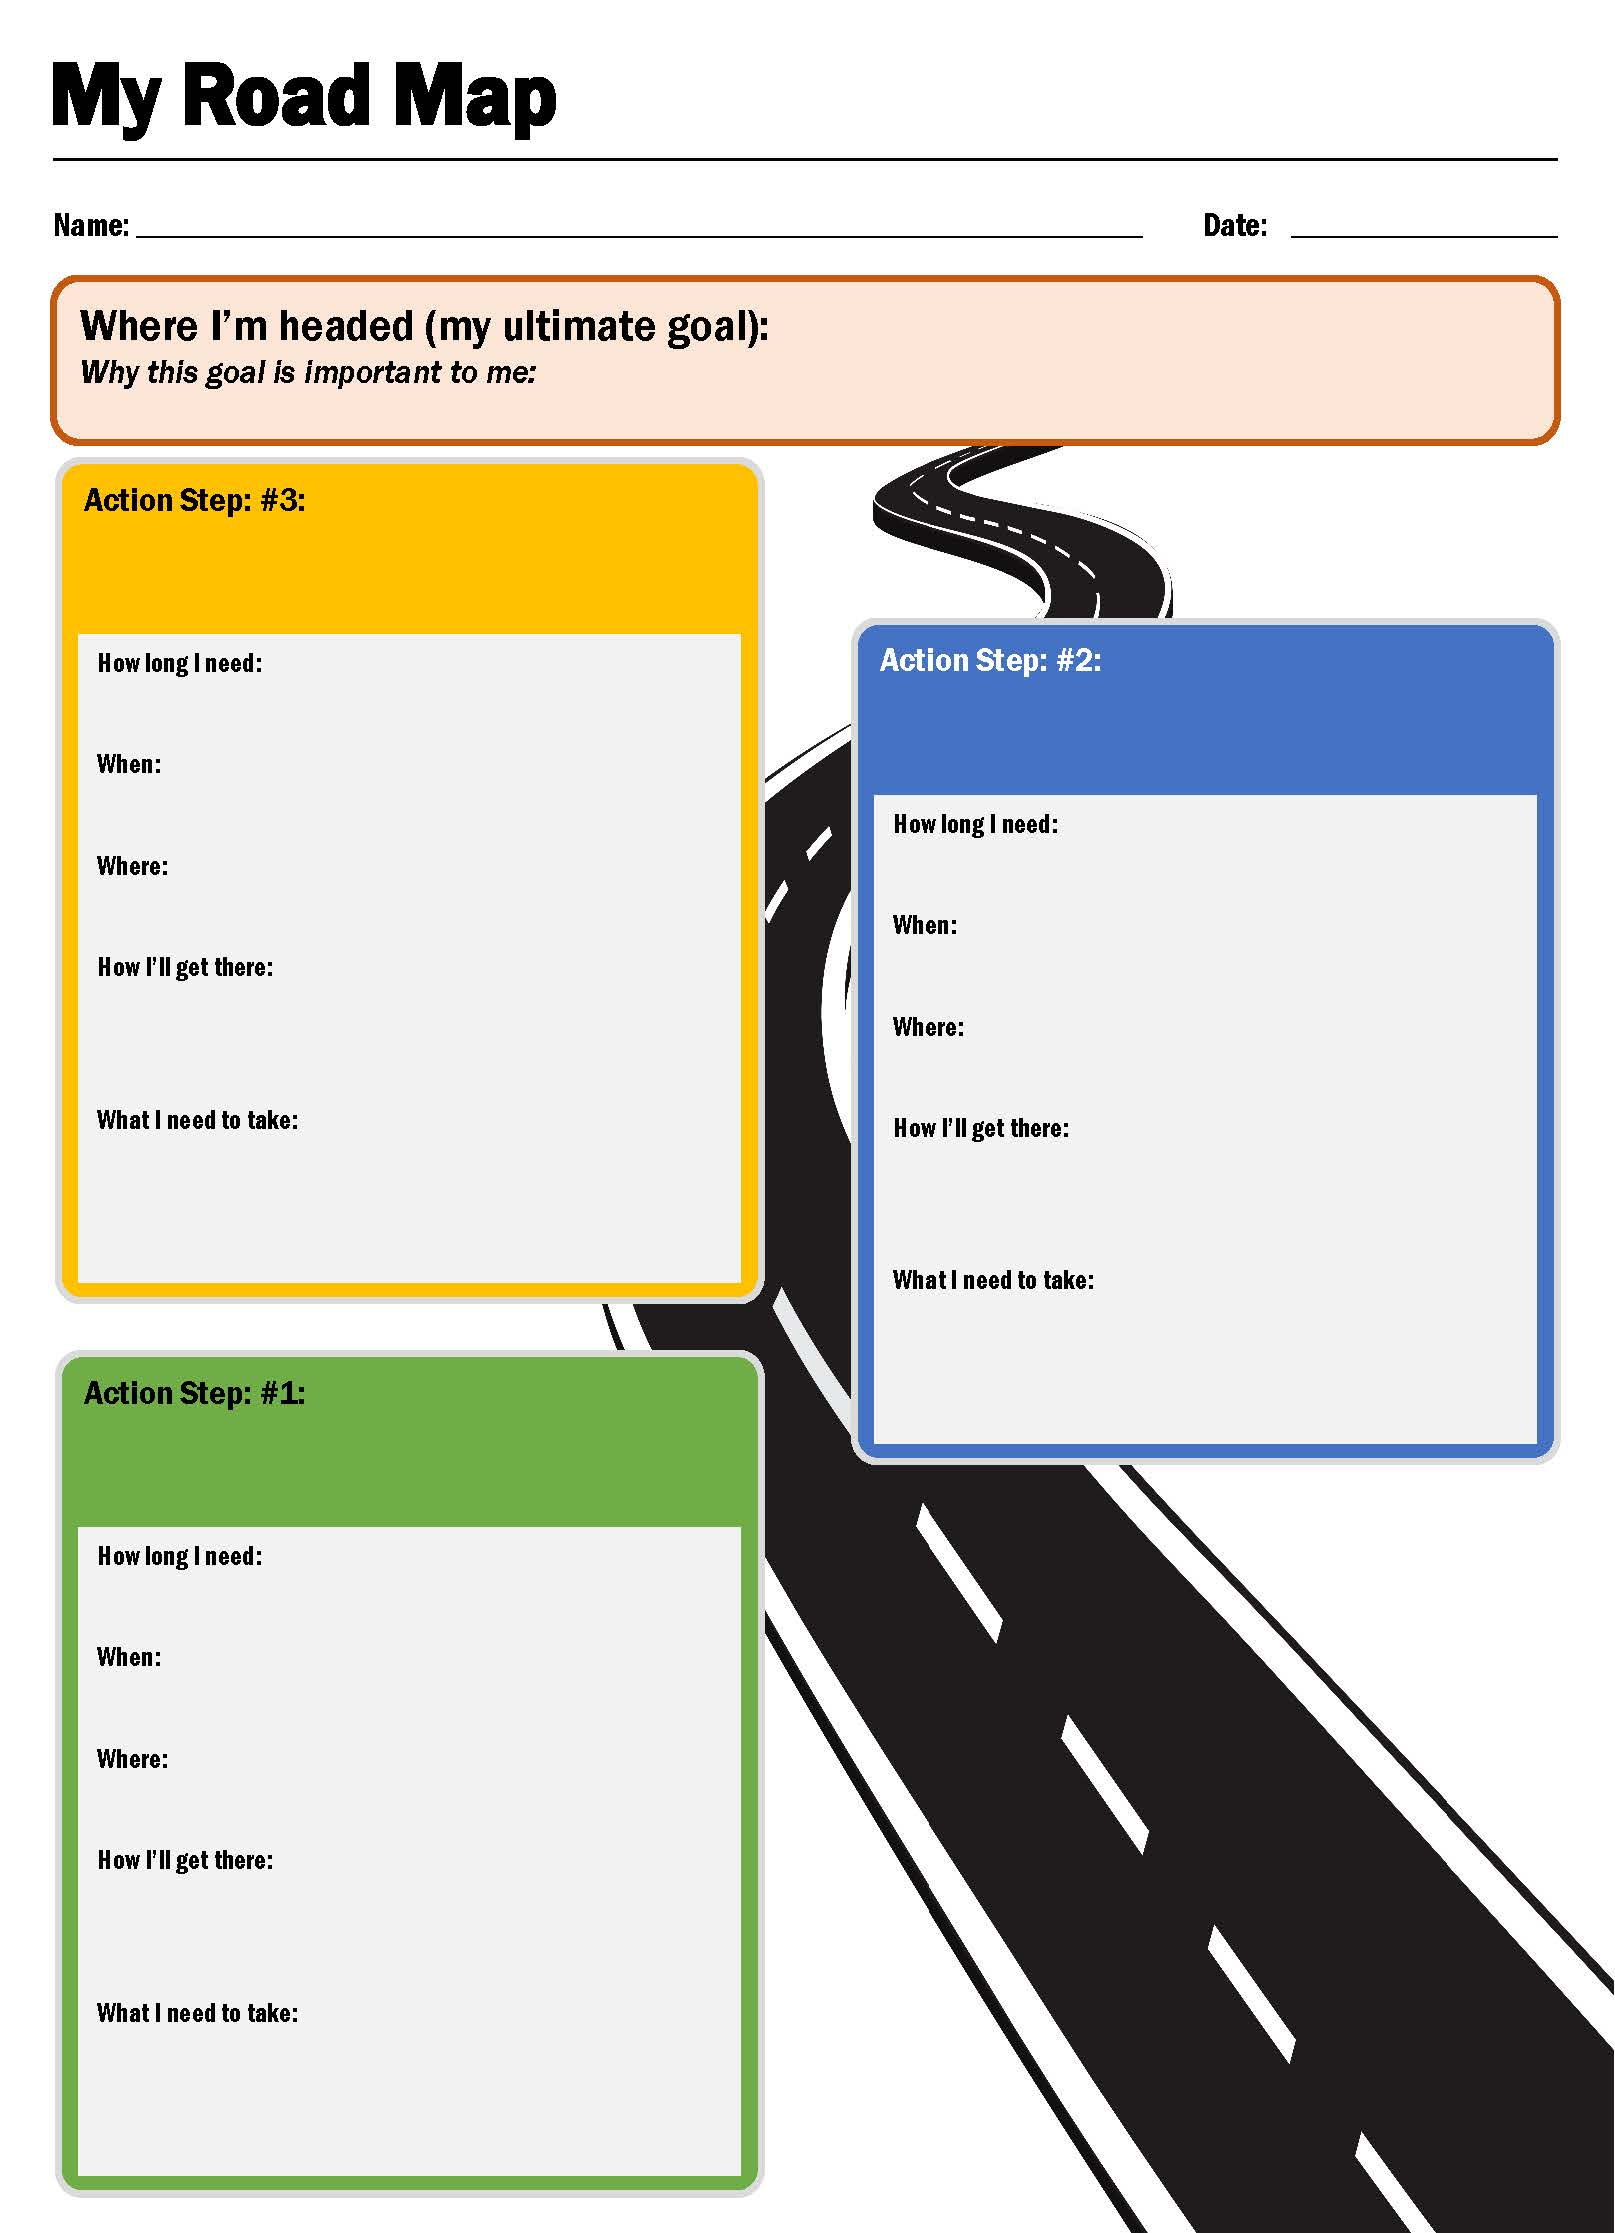 My Road Map
Name:
Date:
Where I’m headed (my ultimate goal):
Why this goal is important to me:
Action Step: #3:
How long I need:
When:
Where:
How I’ll get there:
What I need to take:
Action Step: #2:
How long I need:
When:
Where:
How I’ll get there:
What I need to take:
Action Step: #1:
How long I need:
When:
Where:
How I’ll get there:
What I need to take: